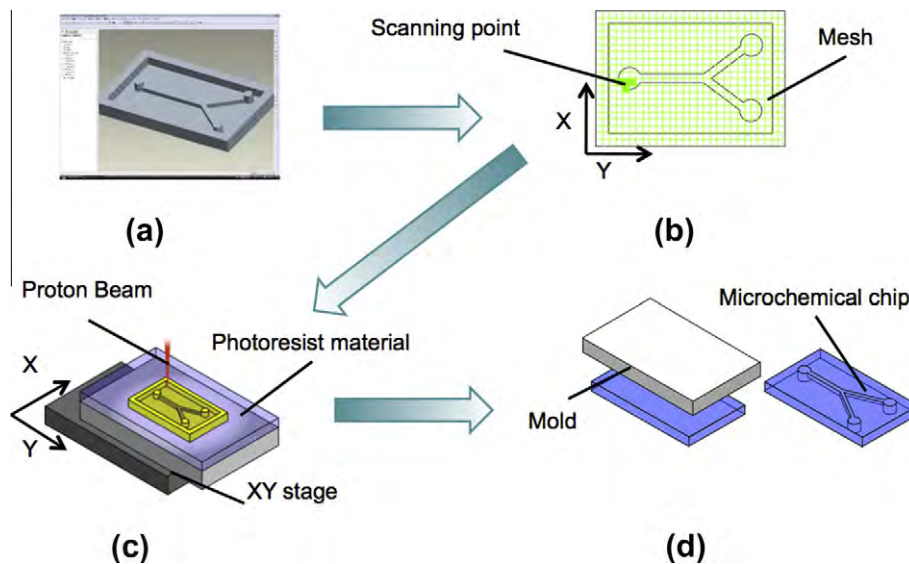 Scanning point
Mesh
X
Y
(a)
(b)
Proton Beam
Photoresist material
X
Y
XY stage
(c)
Microchemical chip
Mold
(d)